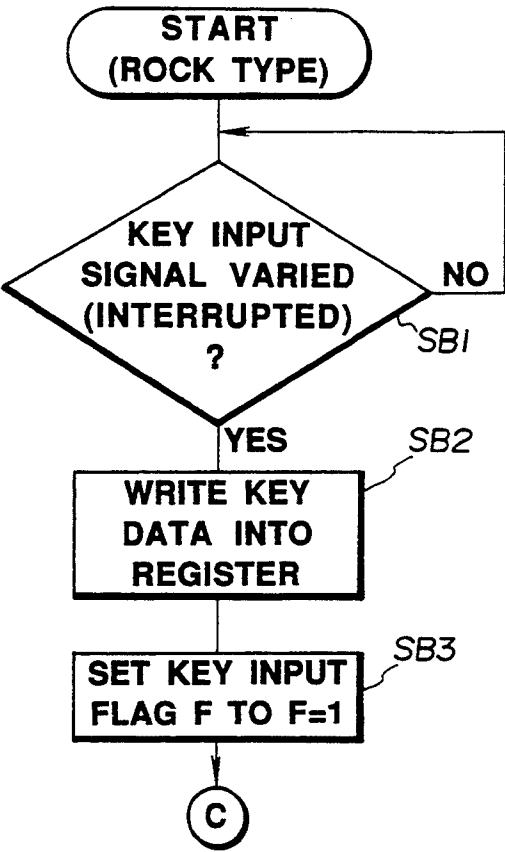 START
(ROCK TYPE)
KEY INPUT
SIGNAL VARIED
(INTERRUPTED)
?
NO
SB1
YES
SB2
WRITE KEY
DATA INTO
REGISTER
SB3
SET KEY INPUT
FLAG F TO F=1
C